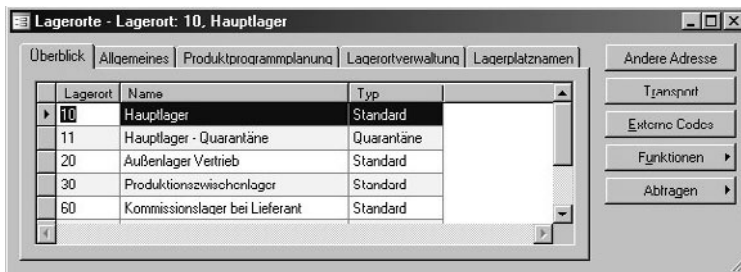 Lagerorte - Lagerort: 10, Hauptlager
Überblick Allgemeines Produktprogrammplanung Lagerortverwaltung Lagerplatznamen
Lagerort Name Typ
10 Hauptlager Standard
11 Hauptlager - Quarantäne Quarantäne
20 Außenlager Vertrieb Standard
30 Produktionszwischenlager Standard
60 Kommissionslager bei Lieferant Standard
Andere Adresse
Transport
Externe Codes
Funktionen
Abfragen